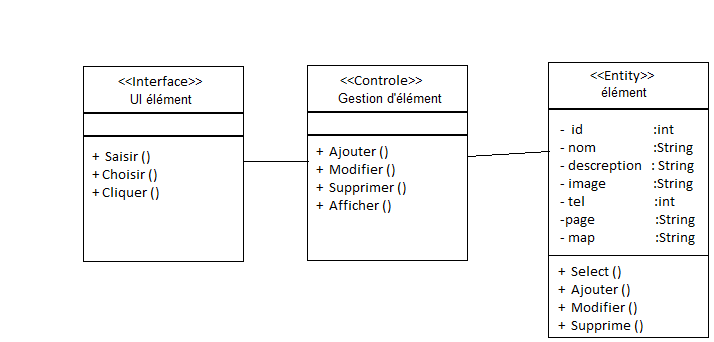 <<Interface>>
UI élément
+ Saisir ()
+ Choisir ()
+ Cliquer ()
<<Controle>>
Gestion d'élément
+ Ajouter ()
+ Modifier ()
+ Supprimer ()
+ Afficher ()
<<Entity>>
élément
- id :int
- nom :String
- descreption : String
- image :String
- tel :int
-page :String
- map :String
+ Select ()
+ Ajouter ()
+ Modifier ()
+ Supprime ()